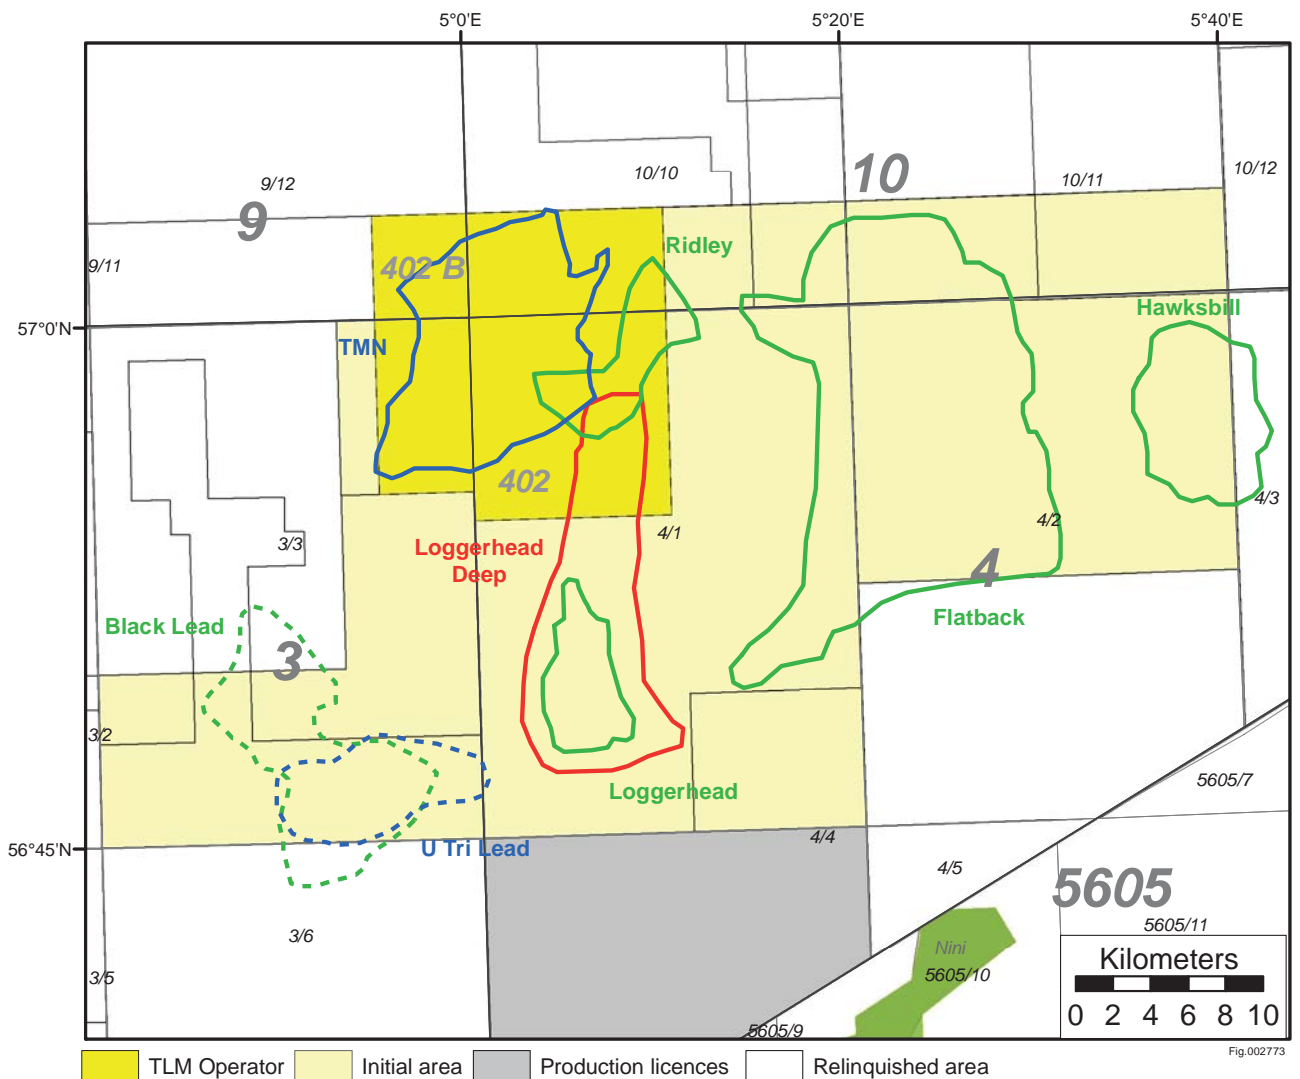 5°0'E 5°20'E 5°40'E
10/12
10/10
10
10/11
9/12
9
Ridley
9/11
402 B
Hawksbill
57°0'N
TMN
402
4/3
4/2
4/1
3/3
Loggerhead
Deep
4
Flatback
Black Lead
3
3/2
5605/7
Loggerhead
4/4
56°45'N
U Tri Lead
4/5
5605
5605/11
3/6
Nini
Kilometers
5605/10
3/5
0 2 4 6 8 10
5605/9
Fig.002773
TLM Operator Initial area Production licences Relinquished area